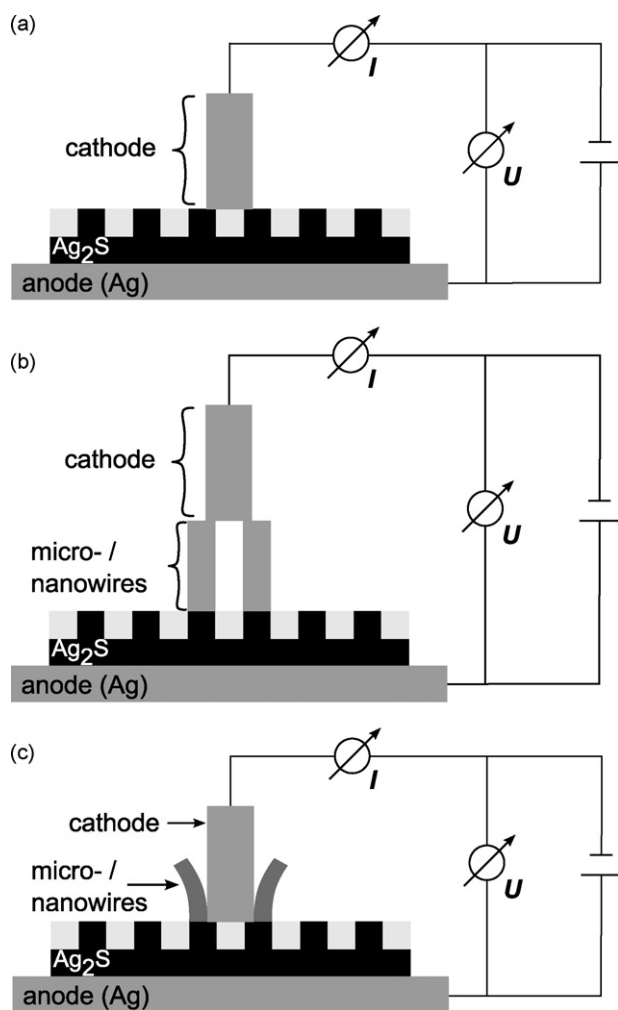 (a)
I
cathode
U
Ag2S
anode (Ag)
(b)
I
cathode
U
micro- /
nanowires
Ag2S
anode (Ag)
(c)
I
cathode
micro- /
nanowires
U
Ag2S
anode (Ag)